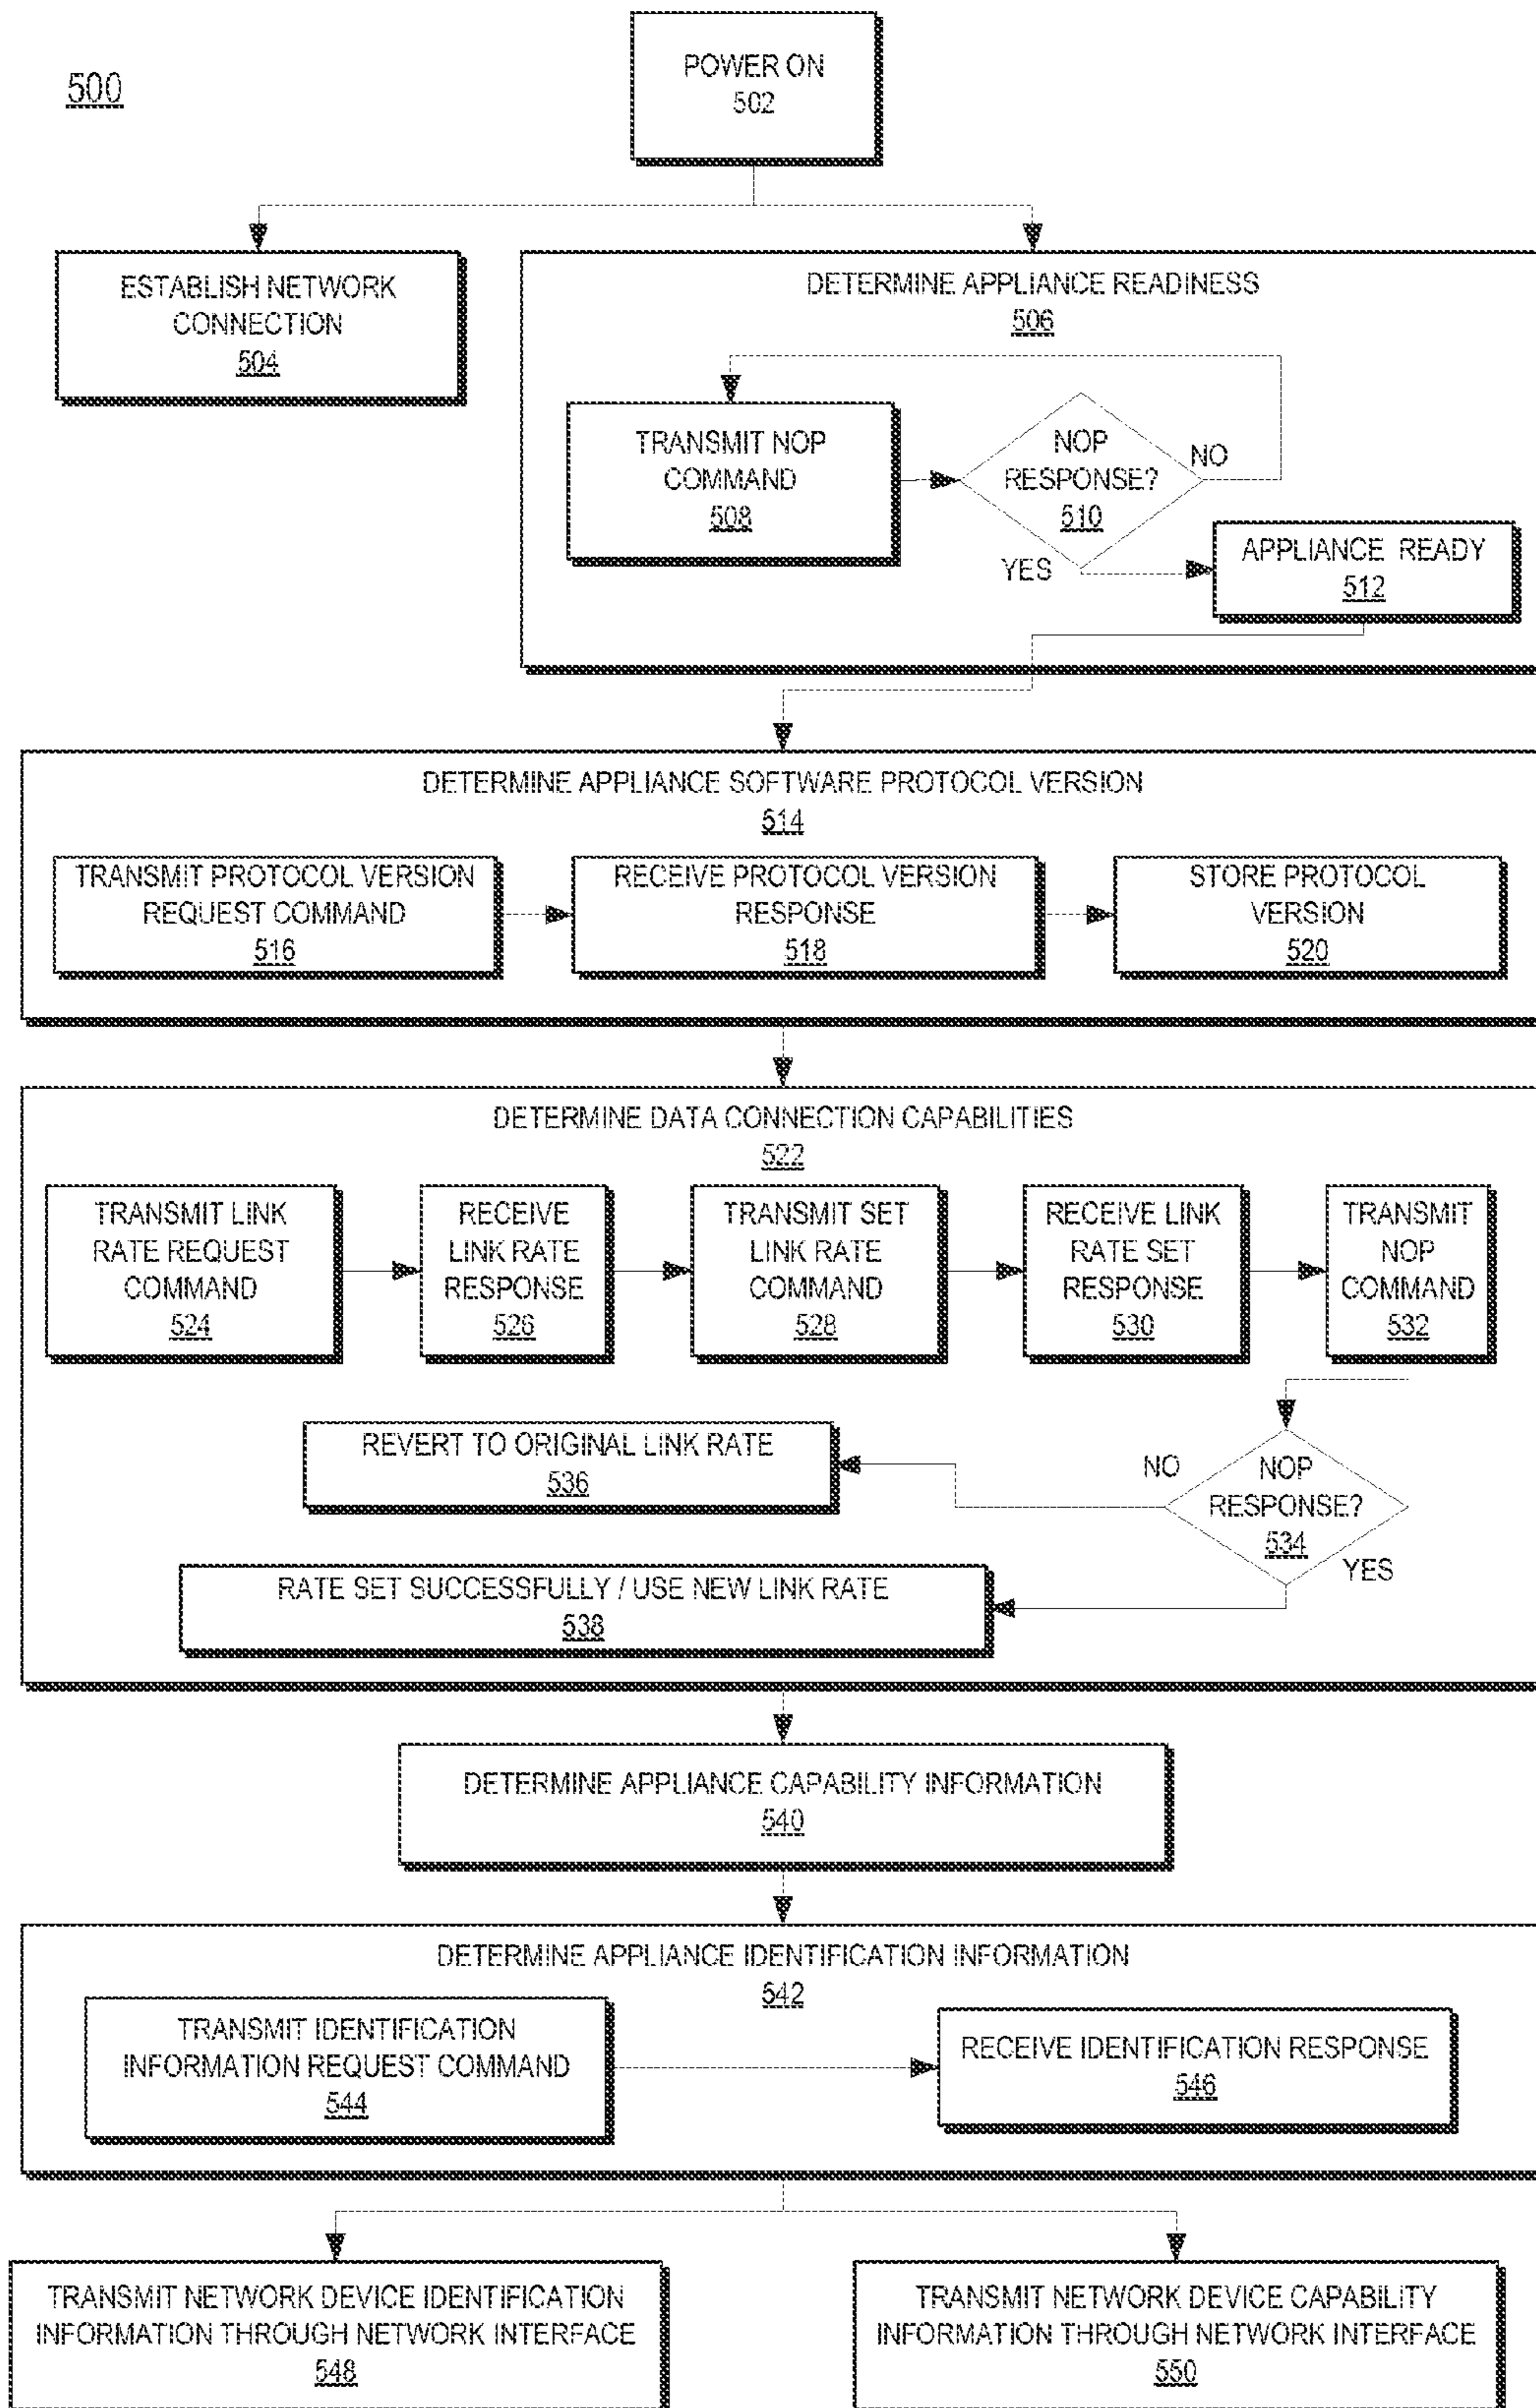 500
POWER ON
502
ESTABLISH NETWORK
CONNECTION
504
DETERMINE APPLIANCE READINESS
506
TRANSMIT NOP
COMMAND
508
NOP
RESPONSE?
510
NO
YES
APPLIANCE READY
512
DETERMINE APPLIANCE SOFTWARE PROTOCOL VERSION
514
TRANSMIT PROTOCOL VERSION
REQUEST COMMAND
516
RECEIVE PROTOCOL VERSION
RESPONSE
518
STORE PROTOCOL
VERSION
520
DETERMINE DATA CONNECTION CAPABILITIES
522
TRANSMIT LINK
RATE REQUEST
COMMAND
524
RECEIVE
LINK RATE
RESPONSE
526
TRANSMIT SET
LINK RATE
COMMAND
528
RECEIVE LINK
RATE SET
RESPONSE
530
TRANSMIT
NOP
COMMAND
532
REVERT TO ORIGINAL LINK RATE
536
NO
NOP
RESPONSE?
534
YES
RATE SET SUCCESSFULLY / USE NEW LINK RATE
538
DETERMINE APPLIANCE CAPABILITY INFORMATION
540
DETERMINE APPLIANCE IDENTIFICATION INFORMATION
542
TRANSMIT IDENTIFICATION
INFORMATION REQUEST COMMAND
544
RECEIVE IDENTIFICATION RESPONSE
546
TRANSMIT NETWORK DEVICE IDENTIFICATION
INFORMATION THROUGH NETWORK INTERFACE
548
TRANSMIT NETWORK DEVICE CAPABILITY
INFORMATION THROUGH NETWORK INTERFACE
550